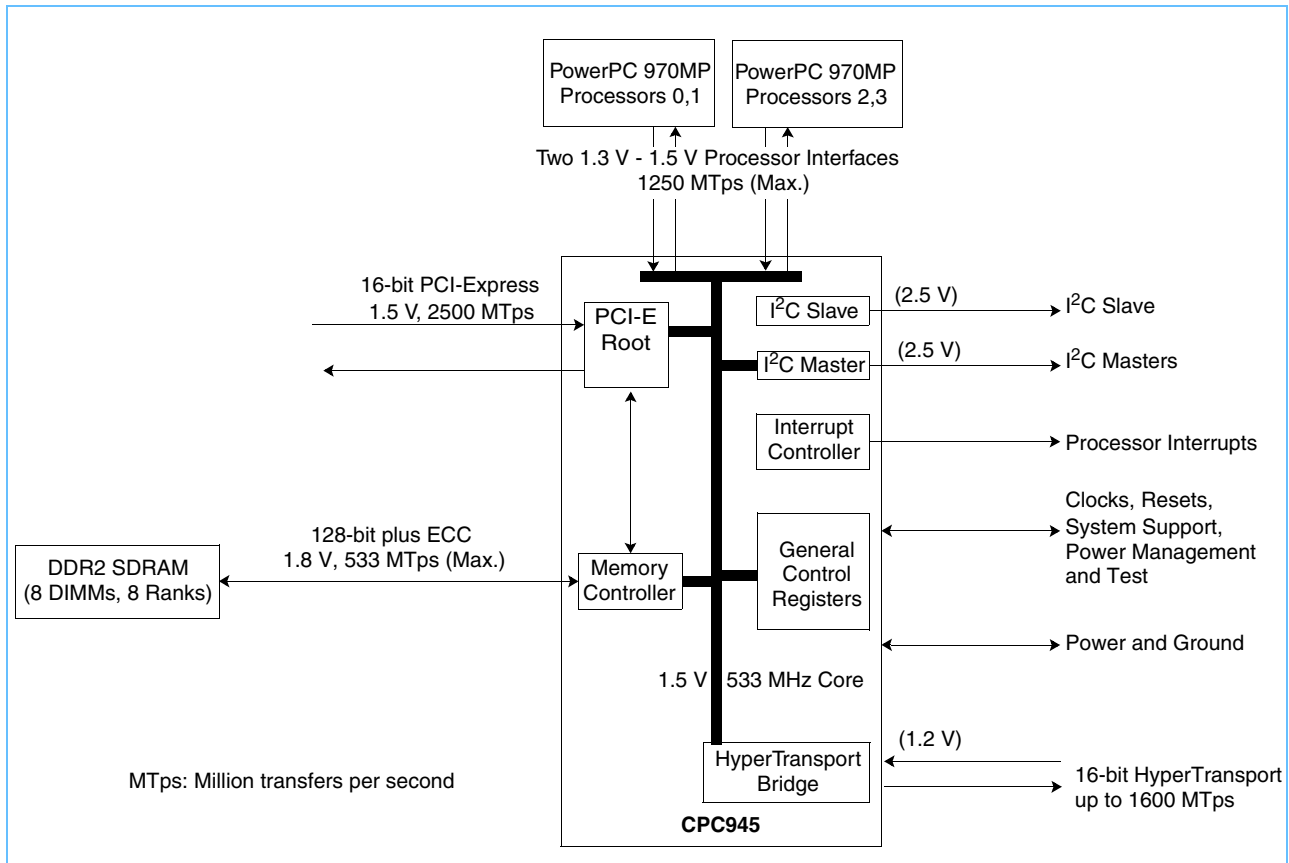 PowerPC 970MP
Processors 0,1
PowerPC 970MP
Processors 2,3
Two 1.3 V - 1.5 V Processor Interfaces
1250 MTps (Max.)
16-bit PCI-Express
1.5 V, 2500 MTps
PCI-E
Root
I²C Slave
(2.5 V)
I²C Slave
I²C Master
(2.5 V)
I²C Masters
Interrupt
Controller
Processor Interrupts
128-bit plus ECC
1.8 V, 533 MTps (Max.)
DDR2 SDRAM
(8 DIMMs, 8 Ranks)
Memory
Controller
General
Control
Registers
Clocks, Resets,
System Support,
Power Management
and Test
Power and Ground
1.5 V 533 MHz Core
HyperTransport
Bridge
(1.2 V)
16-bit HyperTransport
up to 1600 MTps
MTps: Million transfers per second
CPC945